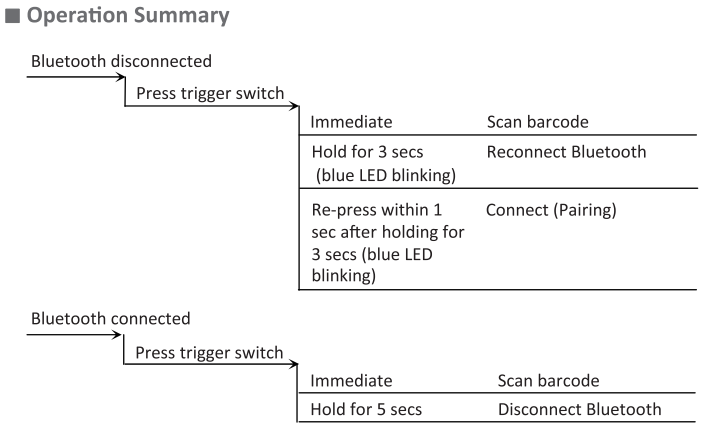 ■ Operation Summary
Bluetooth disconnected
Press trigger switch
Immediate Scan barcode
Hold for 3 secs Reconnect Bluetooth
(blue LED blinking)
Re-press within 1 Connect (Pairing)
sec after holding for
3 secs (blue LED
blinking)
Bluetooth connected
Press trigger switch
Immediate Scan barcode
Hold for 5 secs Disconnect Bluetooth